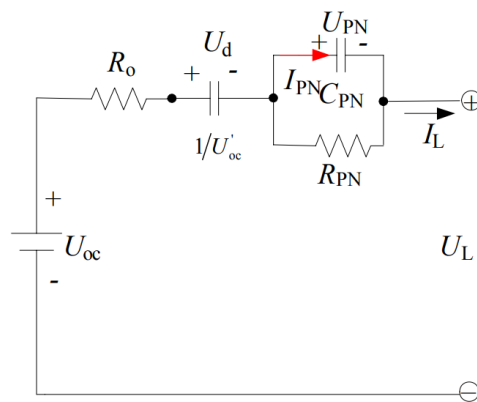 U_PN
+ -
U_d
+ -
R_o
I_PN C_PN
1/U'_oc
I_L
R_PN
+
U_oc
-
U_L
+
−